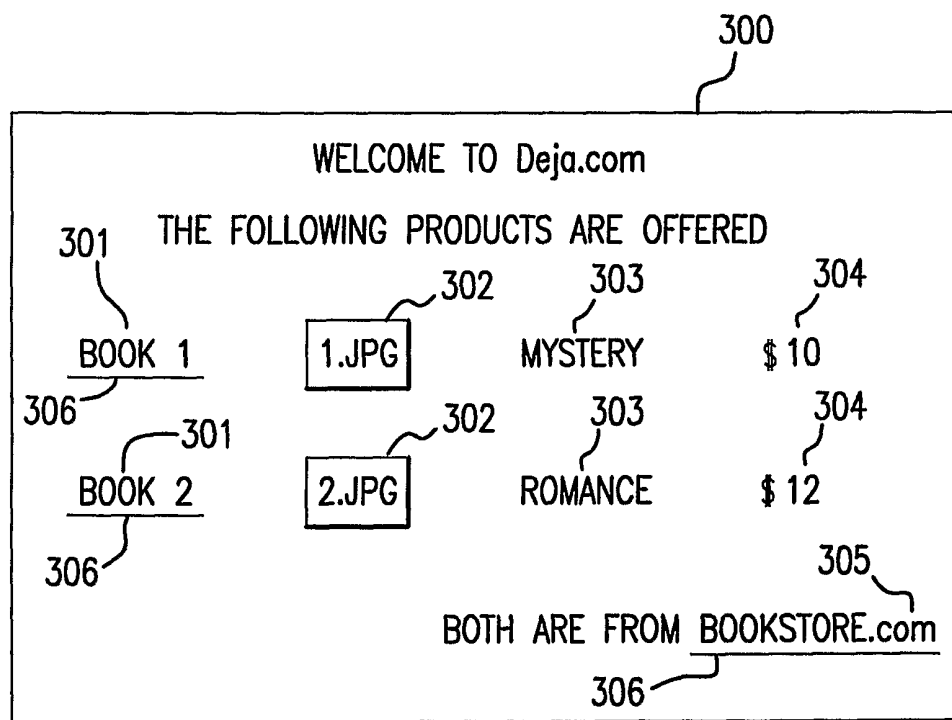 300
WELCOME TO Deja.com
THE FOLLOWING PRODUCTS ARE OFFERED
301 302 303 304
BOOK 1 1.JPG MYSTERY $10
306 301 302 303 304
BOOK 2 2.JPG ROMANCE $12
306 305
BOTH ARE FROM BOOKSTORE.com
306